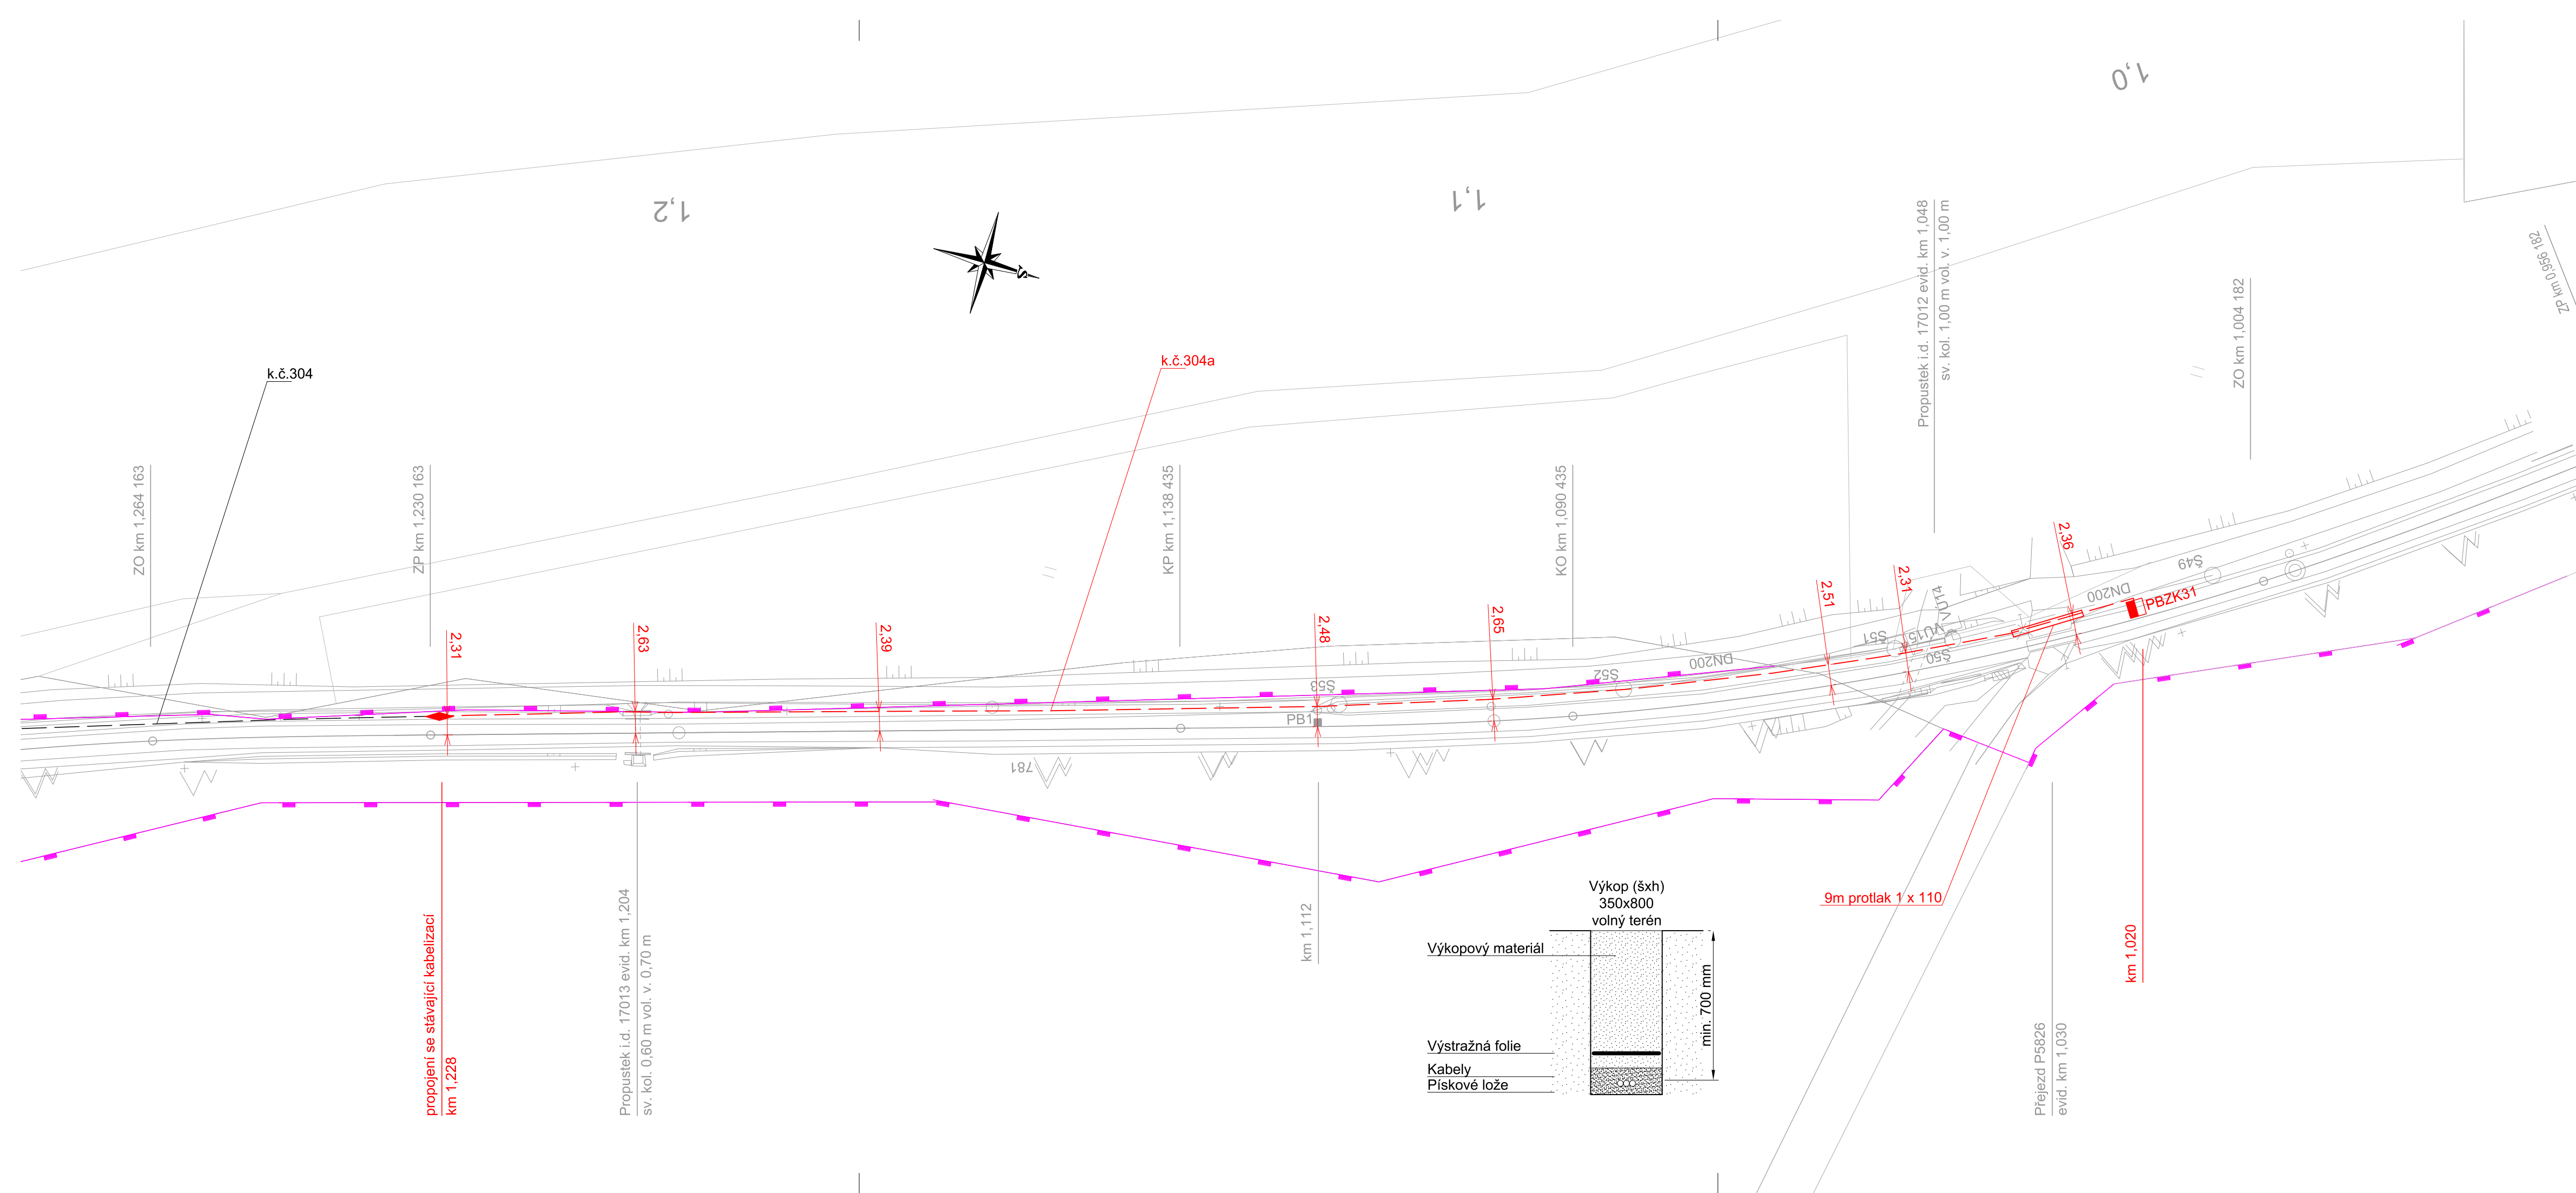 1,0
1,2
1,1
S
k.č.304
k.č.304a
Propustek i.d. 17012 evid. km 1,048
sv. kol. 1,00 m vol. v. 1,00 m
ZO km 1,004 182
ZP km 0,956 182
ZO km 1,264 163
ZP km 1,230 163
KP km 1,138 435
KO km 1,090 435
2,31
2,63
2,39
2,48
2,65
2,51
2,31
2,36
Š53
Š52
DN200
Š51
VÚ15
VÚ14
Š50
DN200
Š49
PBZK31
PB1
781
propojení se stávající kabelizací
km 1,228
Propustek i.d. 17013 evid. km 1,204
sv. kol. 0,60 m vol. v. 0,70 m
km 1,112
Výkop (šxh)
350x800
volný terén
Výkopový materiál
Výstražná folie
Kabely
Pískové lože
min. 700 mm
9m protlak 1 x 110
Přejezd P5826
evid. km 1,030
km 1,020